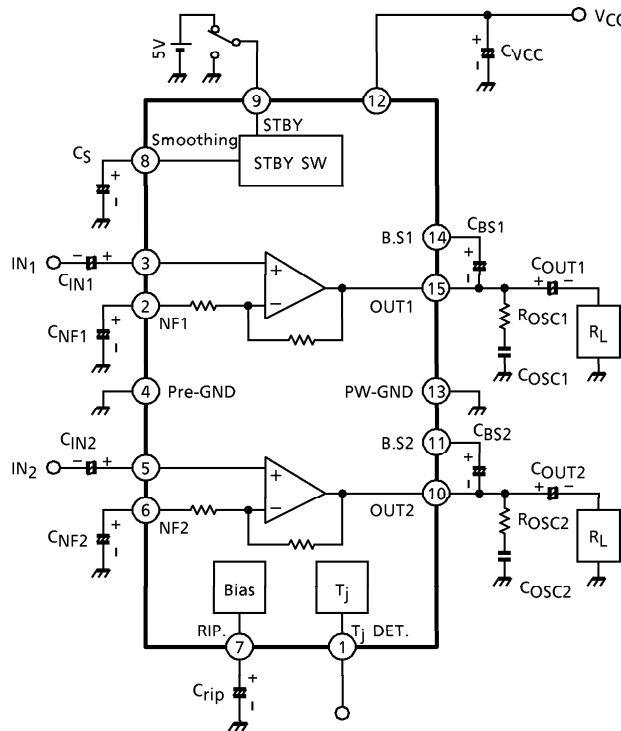 VCC
5V
+
CVCC
-
9
12
STBY
Smoothing
CS
8
STBY SW
+
-
CBS1
B.S1
14
+
-
COUT1
IN1
- +
CIN1
3
+
-
OUT1
15
+ -
2
NF1
CNF1
+
-
ROSC1
RL
COSC1
4
Pre-GND
PW-GND
13
CIN2
B.S2
11
CBS2
+
-
COUT2
IN2
- +
5
+
-
OUT2
10
+ -
6
NF2
CNF2
+
-
ROSC2
RL
COSC2
Bias
Tj
RIP.
Tj DET.
7
1
Crip
+
-